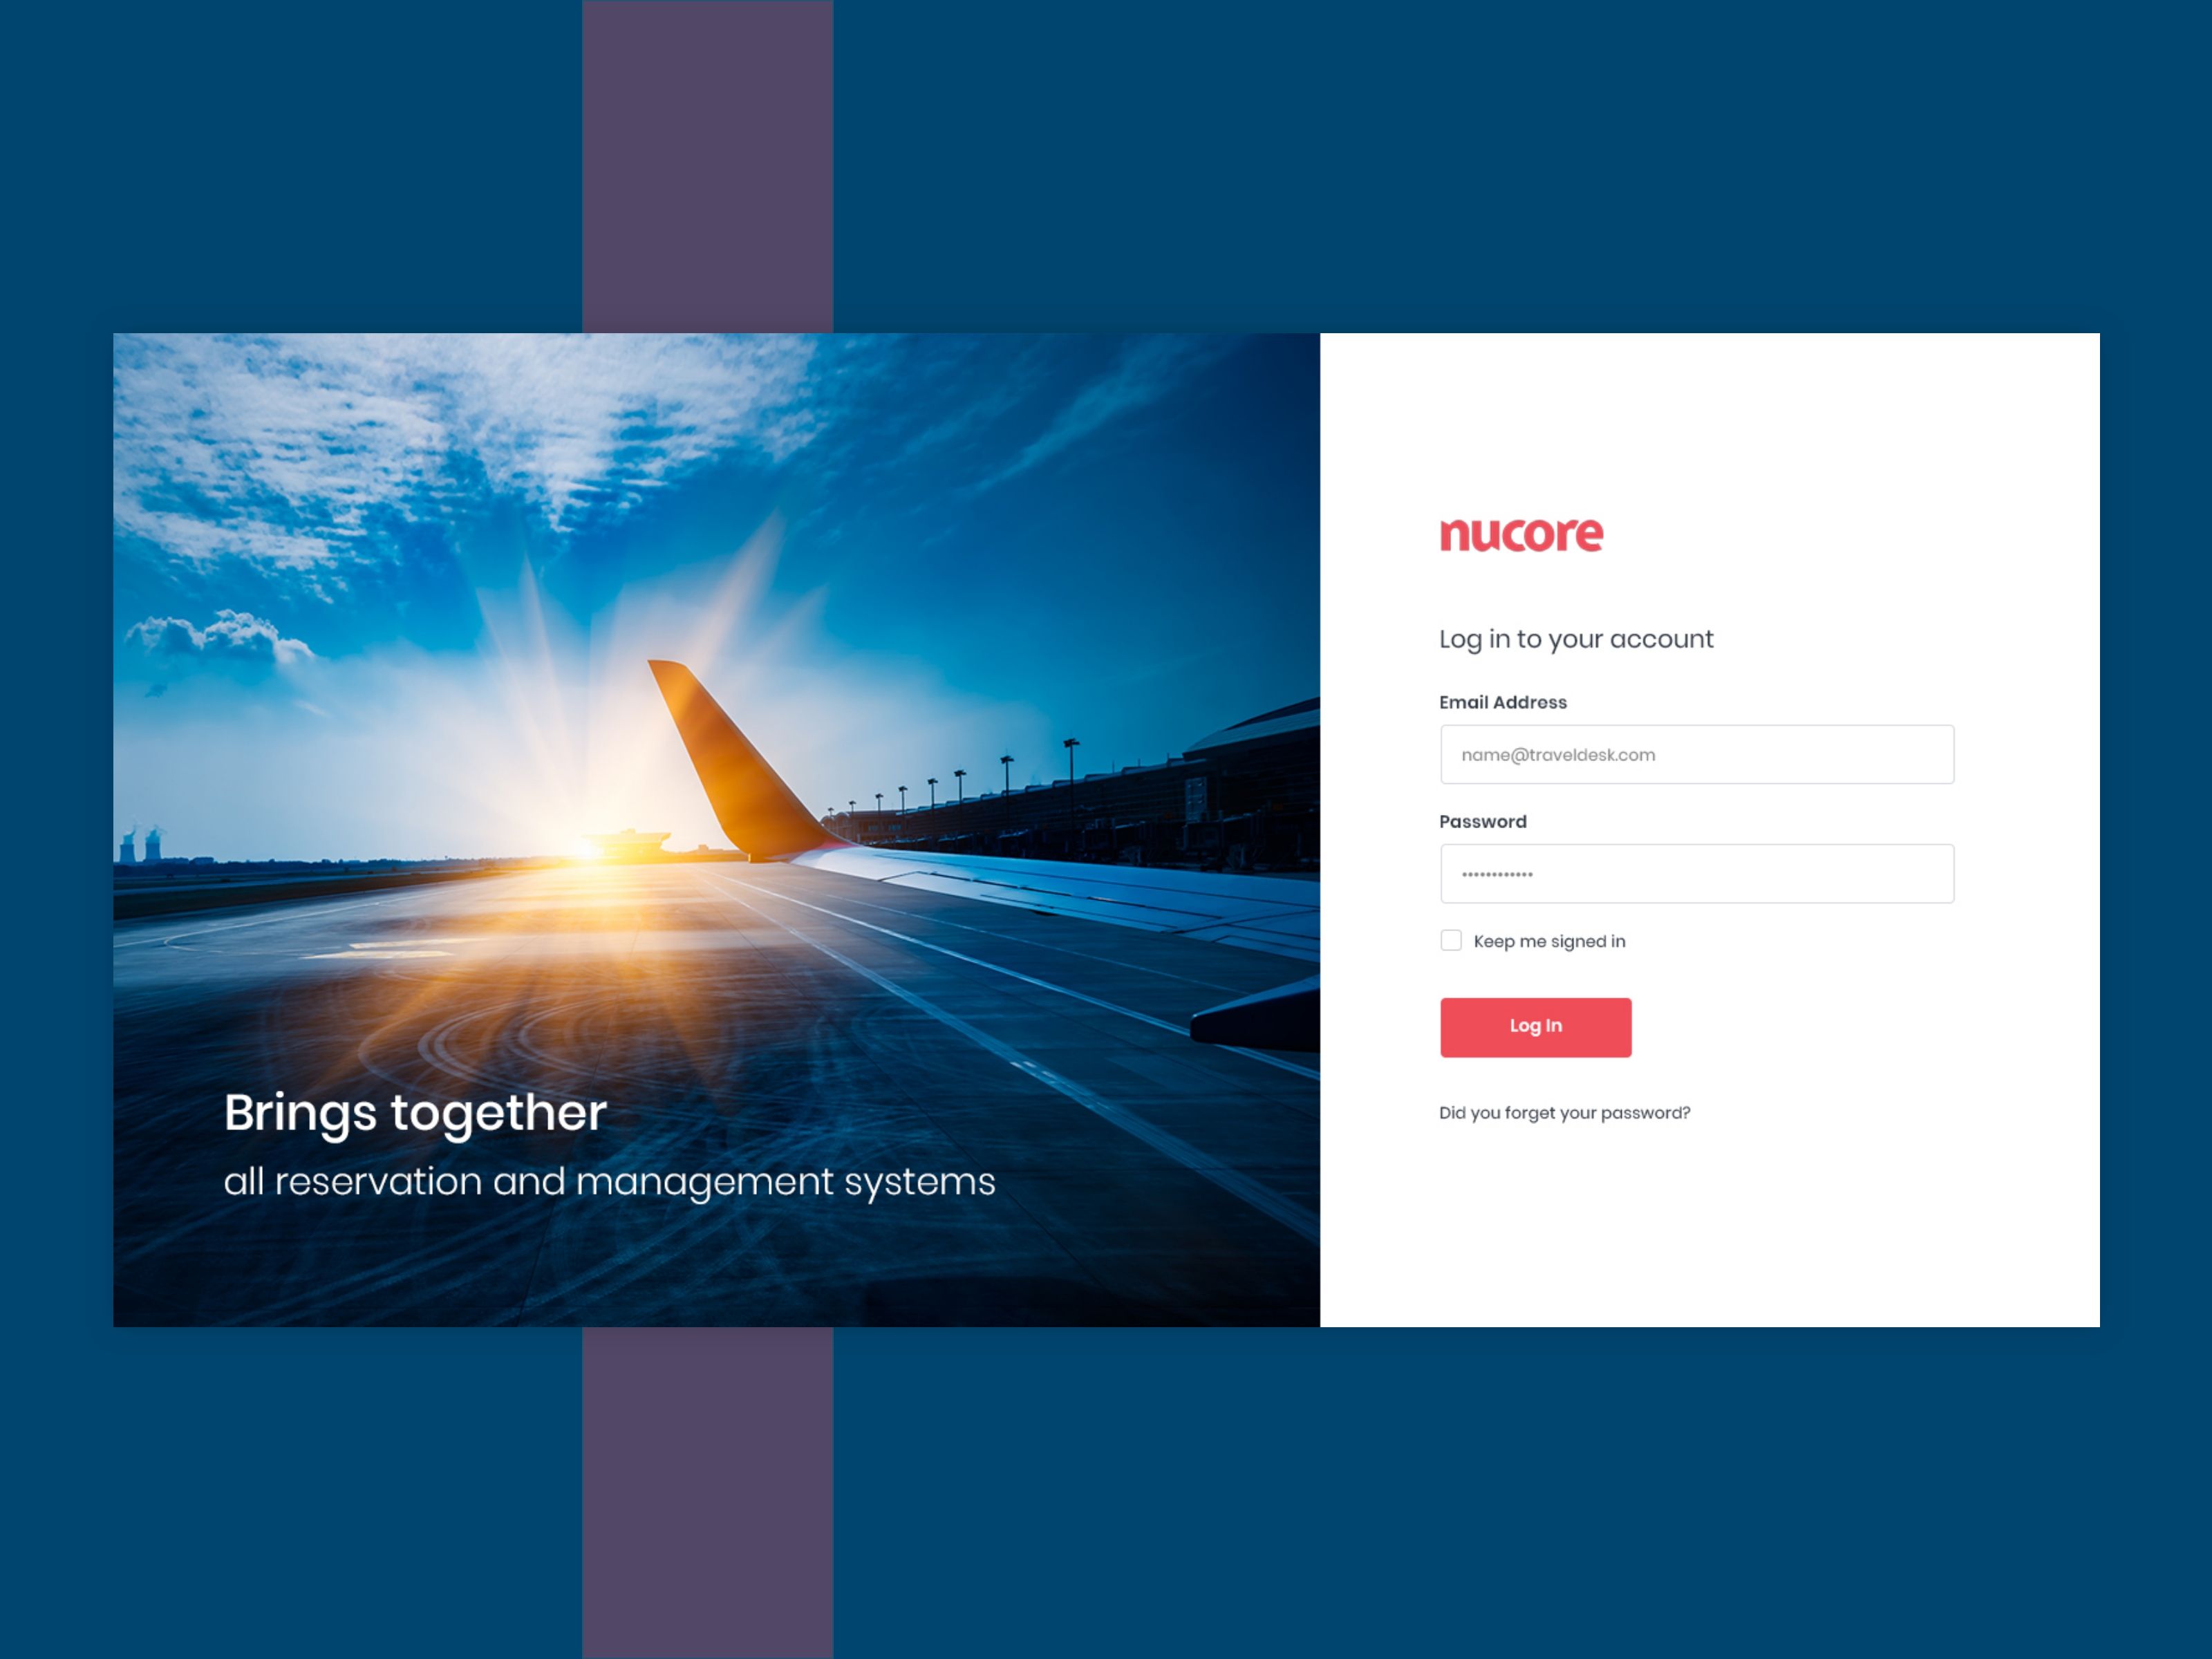 Brings together
all reservation and management systems
nucore
Log in to your account
Email Address
name@traveldesk.com
Password
••••••••••••
Keep me signed in
Log In
Did you forget your password?